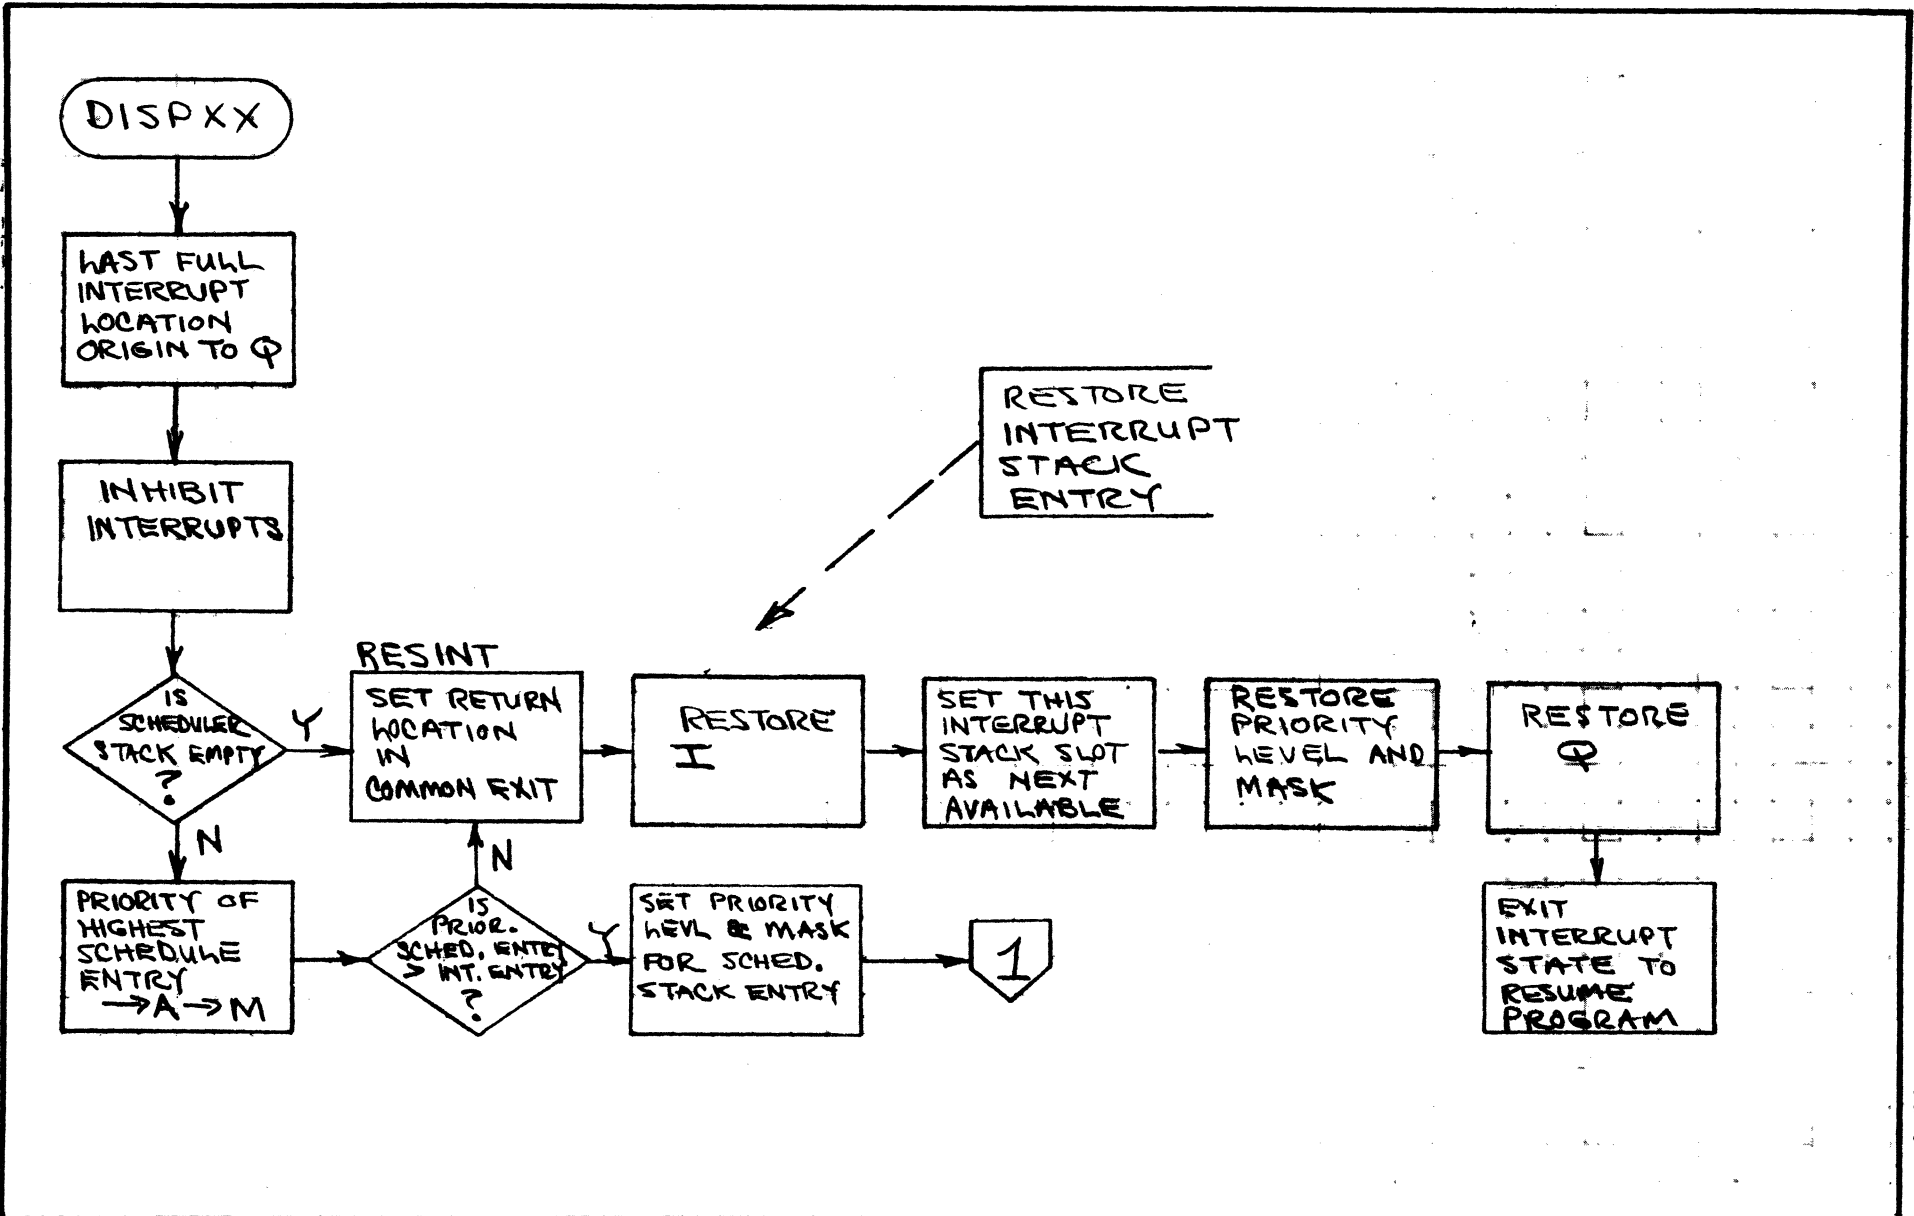 DISPXX
LAST FULL
INTERRUPT
LOCATION
ORIGIN TO Q
INHIBIT
INTERRUPTS
IS
SCHEDULER
STACK EMPTY
?
Y
N
RESINT
SET RETURN
LOCATION
IN
COMMON EXIT
RESTORE
I
RESTORE
INTERRUPT
STACK
ENTRY
SET THIS
INTERRUPT
STACK SLOT
AS NEXT
AVAILABLE
RESTORE
PRIORITY
LEVEL AND
MASK
RESTORE
Q
EXIT
INTERRUPT
STATE TO
RESUME
PROGRAM
PRIORITY OF
HIGHEST
SCHEDULE
ENTRY
→A→M
IS
PRIOR.
SCHED. ENTRY
> INT. ENTRY
?
N
Y
SET PRIORITY
LEVL & MASK
FOR SCHED.
STACK ENTRY
1